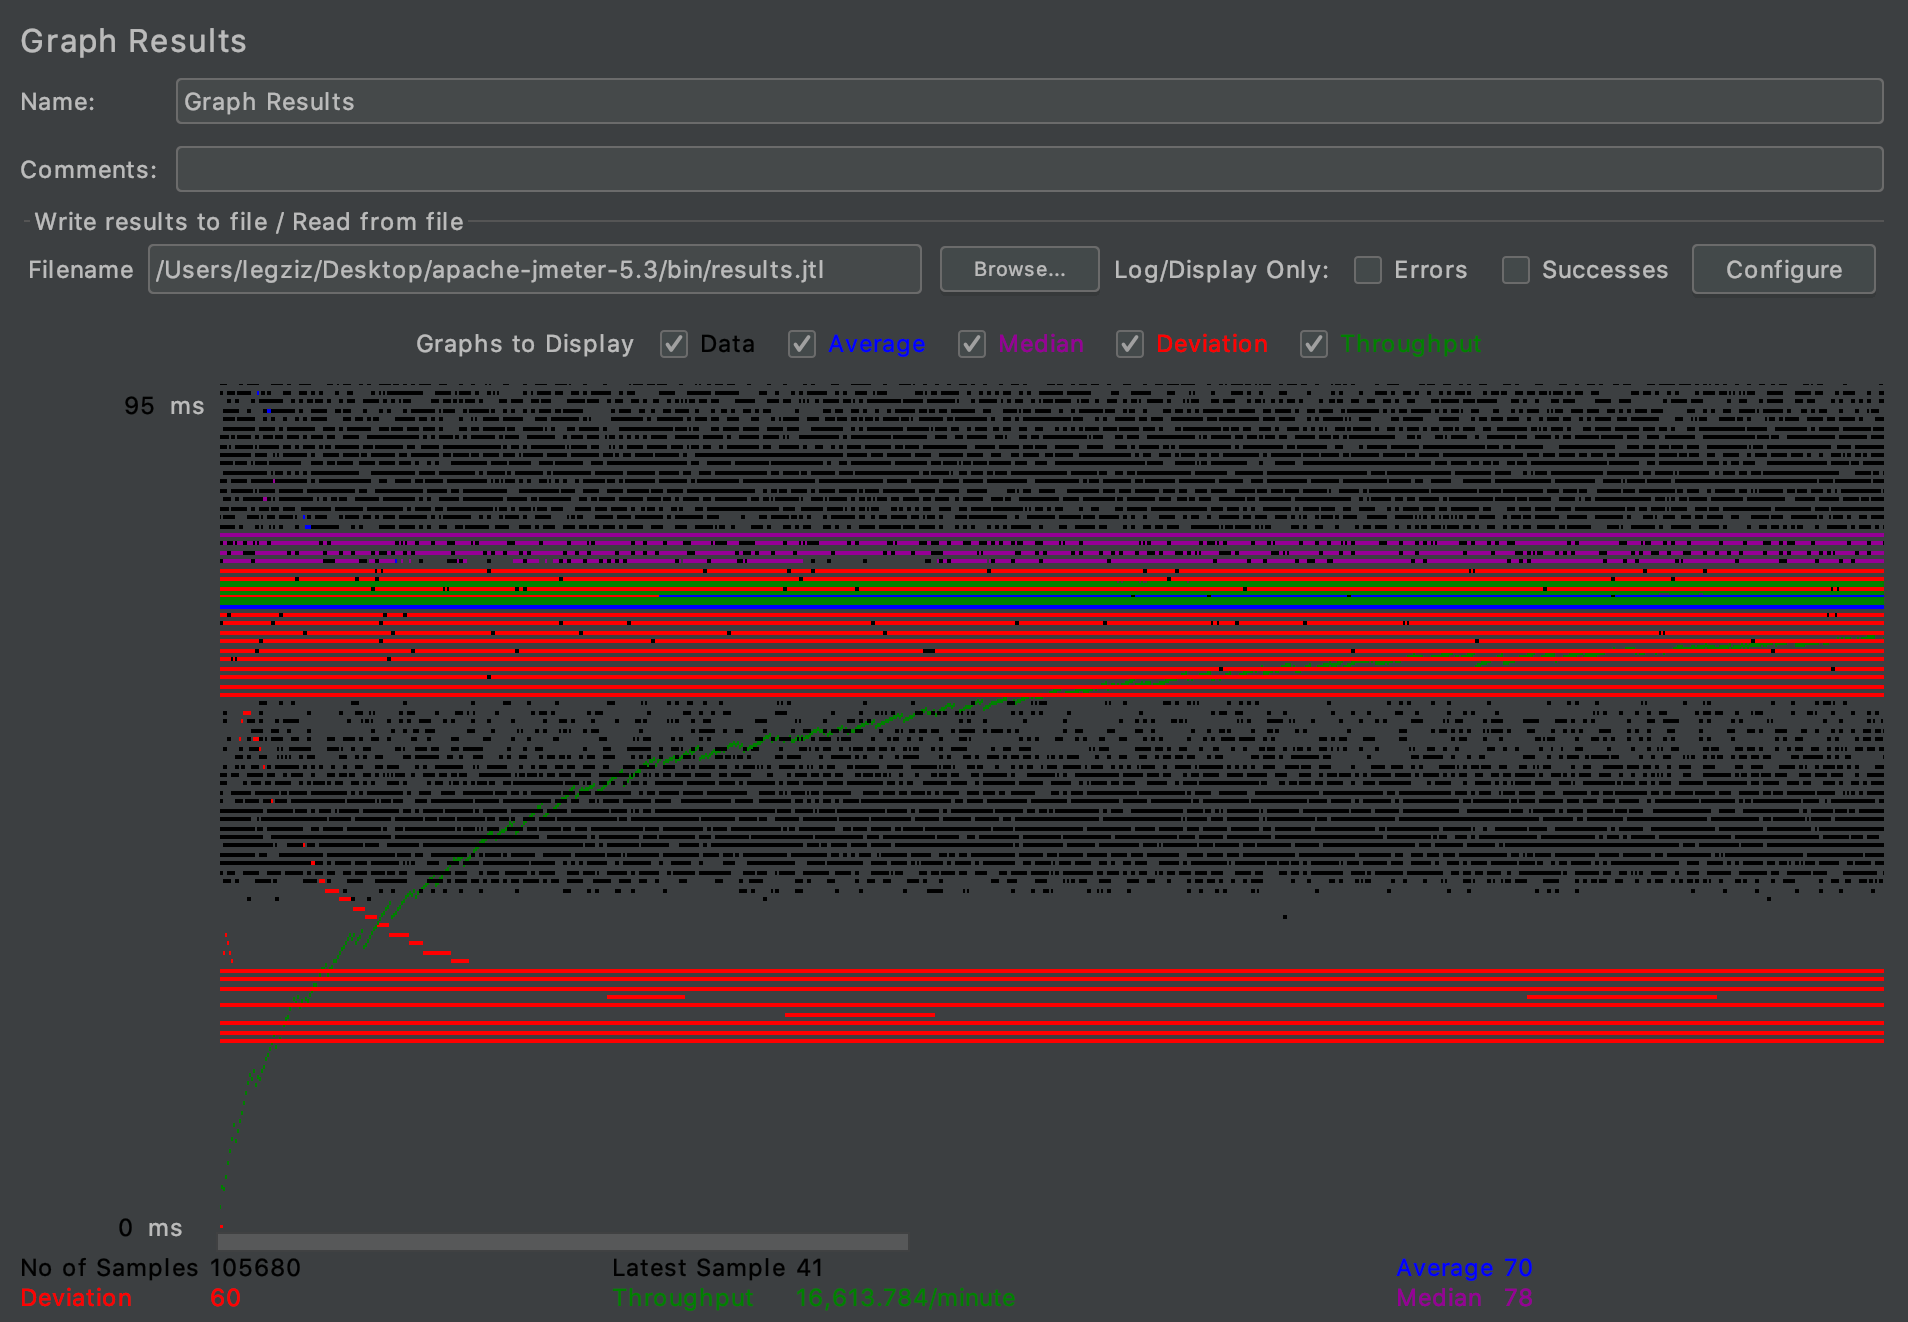 Graph Results
Name: Graph Results
Comments:
Write results to file / Read from file
Filename /Users/legziz/Desktop/apache-jmeter-5.3/bin/results.jtl Browse... Log/Display Only: Errors Successes Configure
Graphs to Display Data Average Median Deviation Throughput
95 ms
0 ms
No of Samples 105680 Latest Sample 41 Average 70
Deviation 60 Throughput 16,613.784/minute Median 78